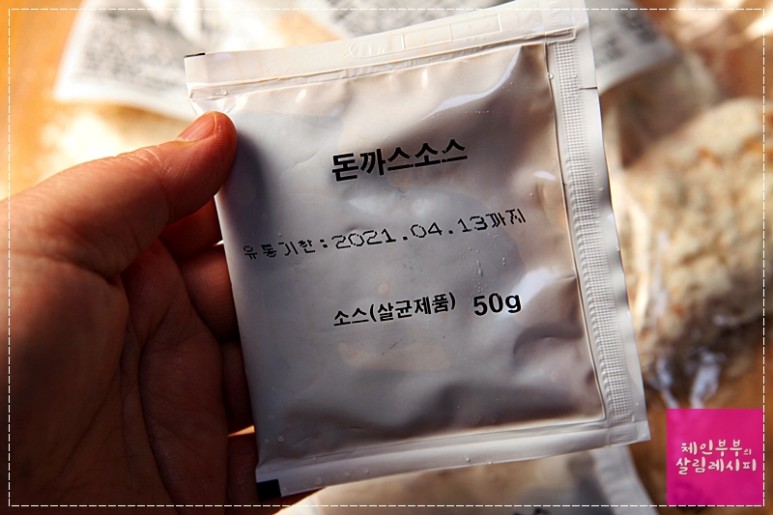 돈까스소스
유통기한:2021.04.13까지
소스(살균제품) 50g
체인부부의
살림레시피